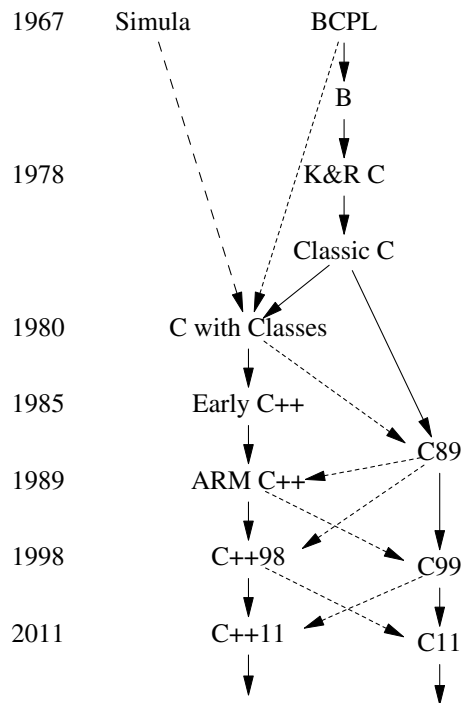 1967 Simula BCPL
B
1978 K&R C
Classic C
1980 C with Classes
1985 Early C++
C89
1989 ARM C++
1998 C++98
C99
2011 C++11
C11